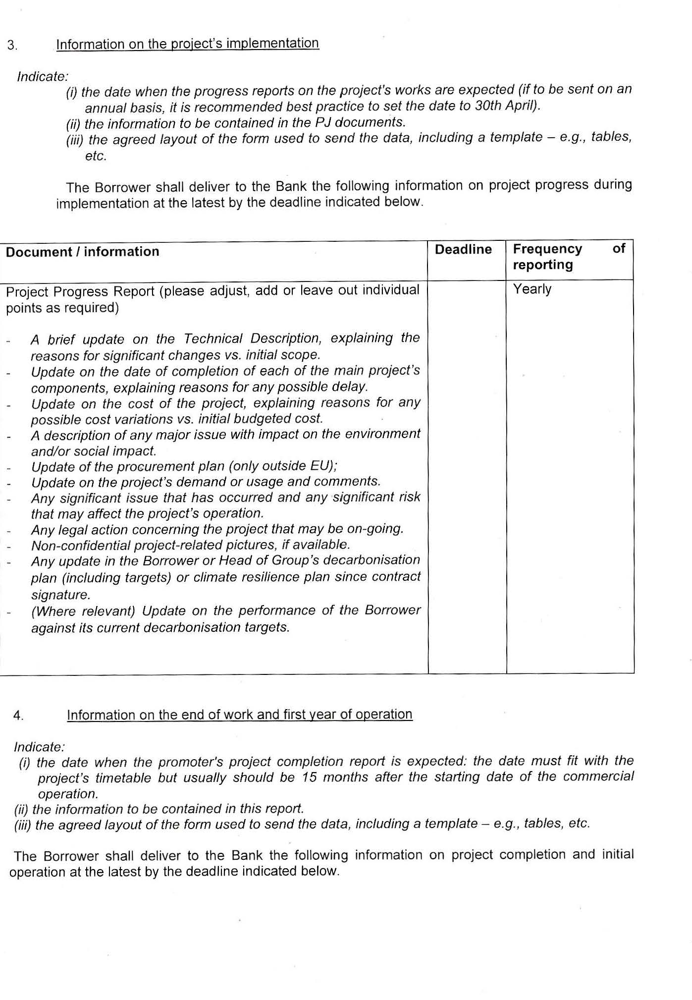 3. Information on the project's implementation
Indicate:
(i) the date when the progress reports on the project's works are expected (if to be sent on an
annual basis, it is recommended best practice to set the date to 30th April).
(ii) the information to be contained in the PJ documents.
(iii) the agreed layout of the form used to send the data, including a template – e.g., tables,
etc.
The Borrower shall deliver to the Bank the following information on project progress during
implementation at the latest by the deadline indicated below.
Document / information Deadline Frequency of
reporting
Project Progress Report (please adjust, add or leave out individual Yearly
points as required)
- A brief update on the Technical Description, explaining the
reasons for significant changes vs. initial scope.
- Update on the date of completion of each of the main project's
components, explaining reasons for any possible delay.
- Update on the cost of the project, explaining reasons for any
possible cost variations vs. initial budgeted cost.
- A description of any major issue with impact on the environment
and/or social impact.
- Update of the procurement plan (only outside EU);
- Update on the project's demand or usage and comments.
- Any significant issue that has occurred and any significant risk
that may affect the project's operation.
- Any legal action concerning the project that may be on-going.
- Non-confidential project-related pictures, if available.
- Any update in the Borrower or Head of Group's decarbonisation
plan (including targets) or climate resilience plan since contract
signature.
- (Where relevant) Update on the performance of the Borrower
against its current decarbonisation targets.
4. Information on the end of work and first year of operation
Indicate:
(i) the date when the promoter's project completion report is expected: the date must fit with the
project's timetable but usually should be 15 months after the starting date of the commercial
operation.
(ii) the information to be contained in this report.
(iii) the agreed layout of the form used to send the data, including a template – e.g., tables, etc.
The Borrower shall deliver to the Bank the following information on project completion and initial
operation at the latest by the deadline indicated below.